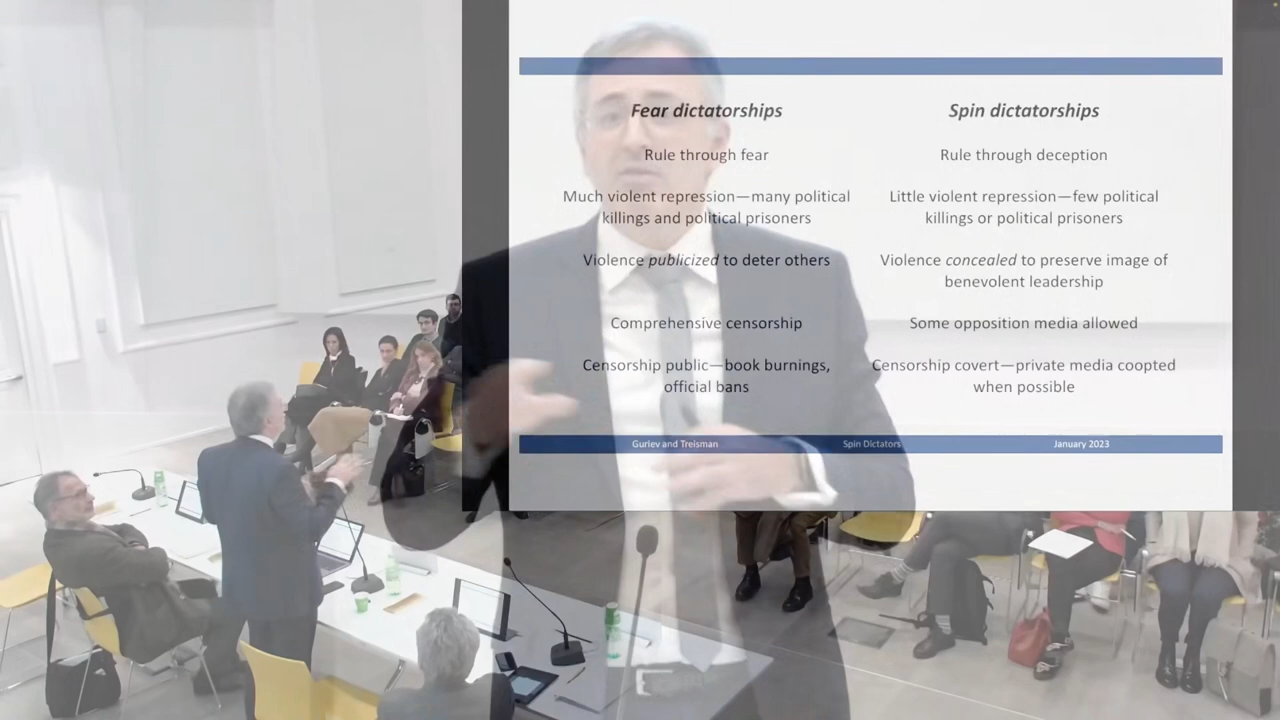 Fear dictatorships
Spin dictatorships
Rule through fear
Rule through deception
Much violent repression—many political
killings and political prisoners
Little violent repression—few political
killings or political prisoners
Violence publicized to deter others
Violence concealed to preserve image of
benevolent leadership
Comprehensive censorship
Some opposition media allowed
Censorship public—book burnings,
official bans
Censorship covert—private media coopted
when possible
Guriev and Treisman
Spin Dictators
January 2023